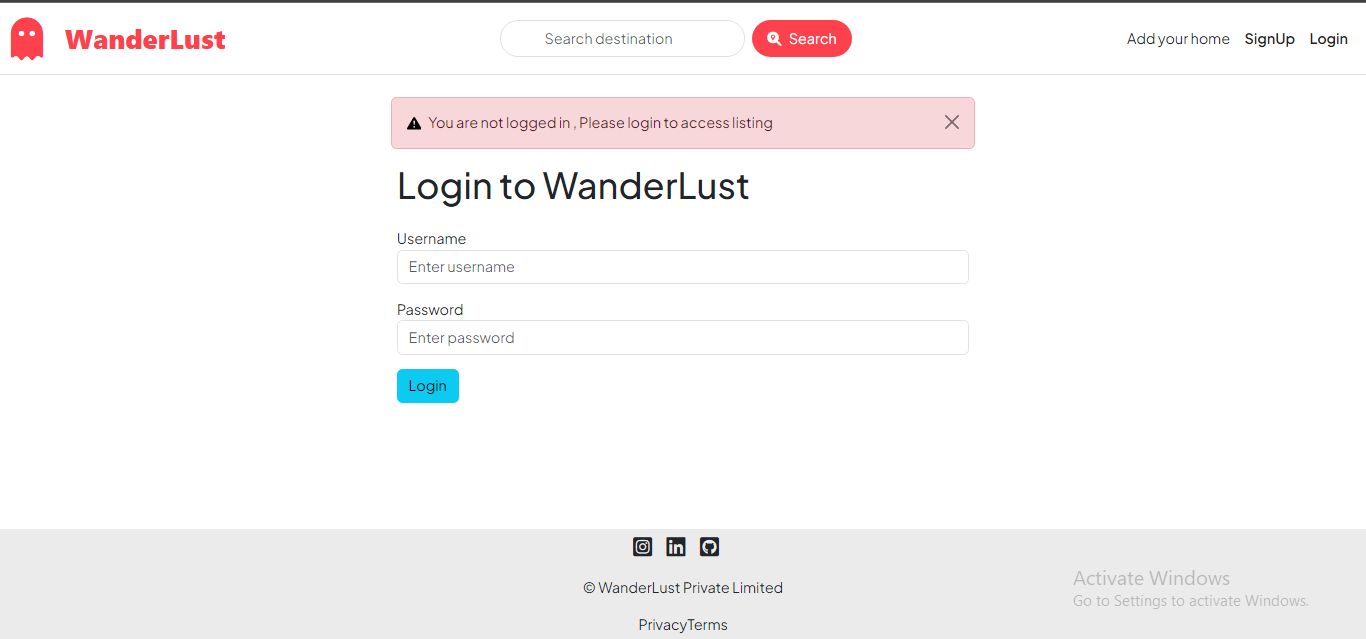 WanderLust Search destination Search Add your home SignUp Login
You are not logged in , Please login to access listing
Login to WanderLust
Username
Enter username
Password
Enter password
Login
© WanderLust Private Limited
Activate Windows
Go to Settings to activate Windows.
PrivacyTerms